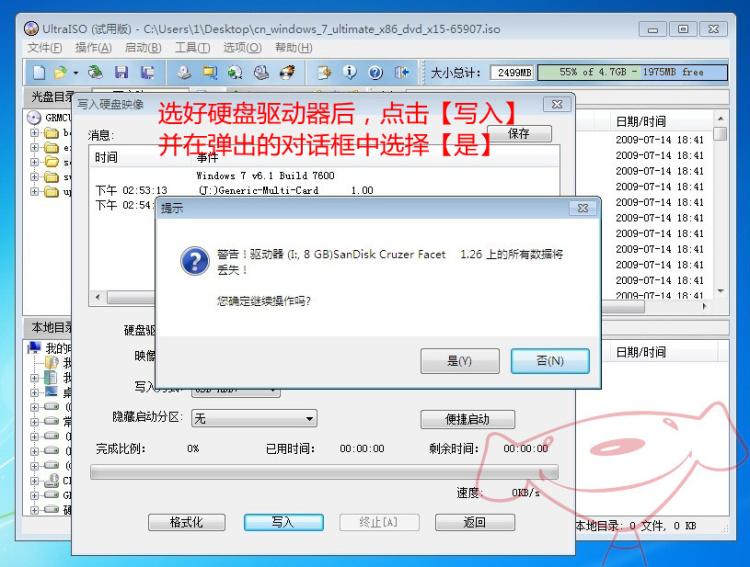 UltraISO (试用版) - C:\Users\1\Desktop\cn_windows_7_ultimate_x86_dvd_x15-65907.iso
文件(F) 操作(A) 启动(B) 工具(T) 选项(O) 帮助(H)
大小总计: 2499MB 55% of 4.7GB - 1975MB free
光盘目录
写入硬盘映像
选好硬盘驱动器后，点击【写入】
并在弹出的对话框中选择【是】
消息:
保存
时间 事件
Windows 7 v6.1 Build 7600
下午 02:53:13 (J:)Generic-Multi-Card 1.00
下午 02:54:
日期/时间
2009-07-14 18:41
2009-07-14 18:41
2009-07-14 18:41
2009-07-14 18:41
2009-07-14 18:41
2009-07-14 18:41
2009-07-14 18:41
2009-07-14 18:41
2009-07-14 18:41
2009-07-14 18:41
2009-07-14 18:41
提示
警告！驱动器 (I:, 8 GB)SanDisk Cruzer Facet 1.26 上的所有数据将
丢失！
您确定继续操作吗?
是(Y) 否(N)
本地目录
日期/时间
硬盘驱
映像
写入方式:
隐藏启动分区: 无 便捷启动
完成比例: 0% 已用时间: 00:00:00 剩余时间: 00:00:00
速度: 0KB/s
格式化 写入 终止[A] 返回
本地目录: 0 文件, 0 KB